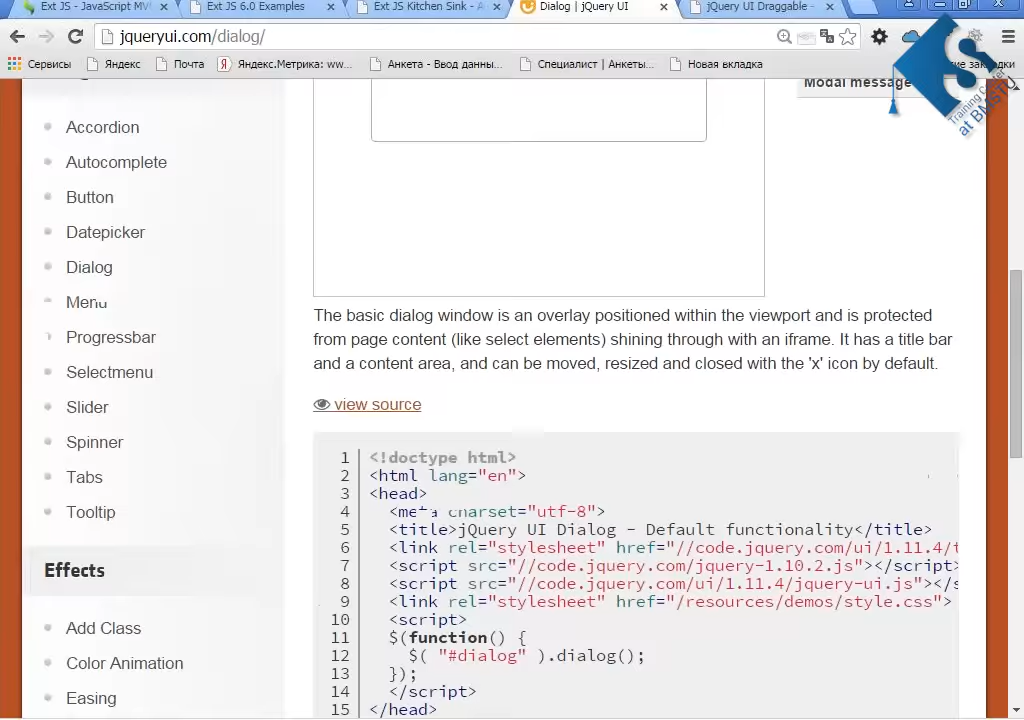 Ext JS - JavaScript MV
Ext JS 6.0 Examples
Ext JS Kitchen Sink - A
Dialog | jQuery UI
jQuery UI Draggable -
jqueryui.com/dialog/
Сервисы
Яндекс
Почта
Яндекс.Метрика: ww...
Анкета - Ввод данны...
Специалист | Анкеты...
Новая вкладка
Training Center
at BMSTU
Modal message
Accordion
Autocomplete
Button
Datepicker
Dialog
Menu
Progressbar
Selectmenu
Slider
Spinner
Tabs
Tooltip
Effects
Add Class
Color Animation
Easing
The basic dialog window is an overlay positioned within the viewport and is protected
from page content (like select elements) shining through with an iframe. It has a title bar
and a content area, and can be moved, resized and closed with the 'x' icon by default.
view source
1 <!doctype html>
2 <html lang="en">
3 <head>
4 <meta charset="utf-8">
5 <title>jQuery UI Dialog - Default functionality</title>
6 <link rel="stylesheet" href="//code.jquery.com/ui/1.11.4/t
7 <script src="//code.jquery.com/jquery-1.10.2.js"></script>
8 <script src="//code.jquery.com/ui/1.11.4/jquery-ui.js"></s
9 <link rel="stylesheet" href="/resources/demos/style.css">
10 <script>
11 $(function() {
12 $( "#dialog" ).dialog();
13 });
14 </script>
15 </head>